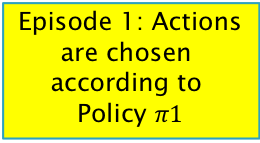 Episode 1: Actions
are chosen
according to
Policy 𝜋1